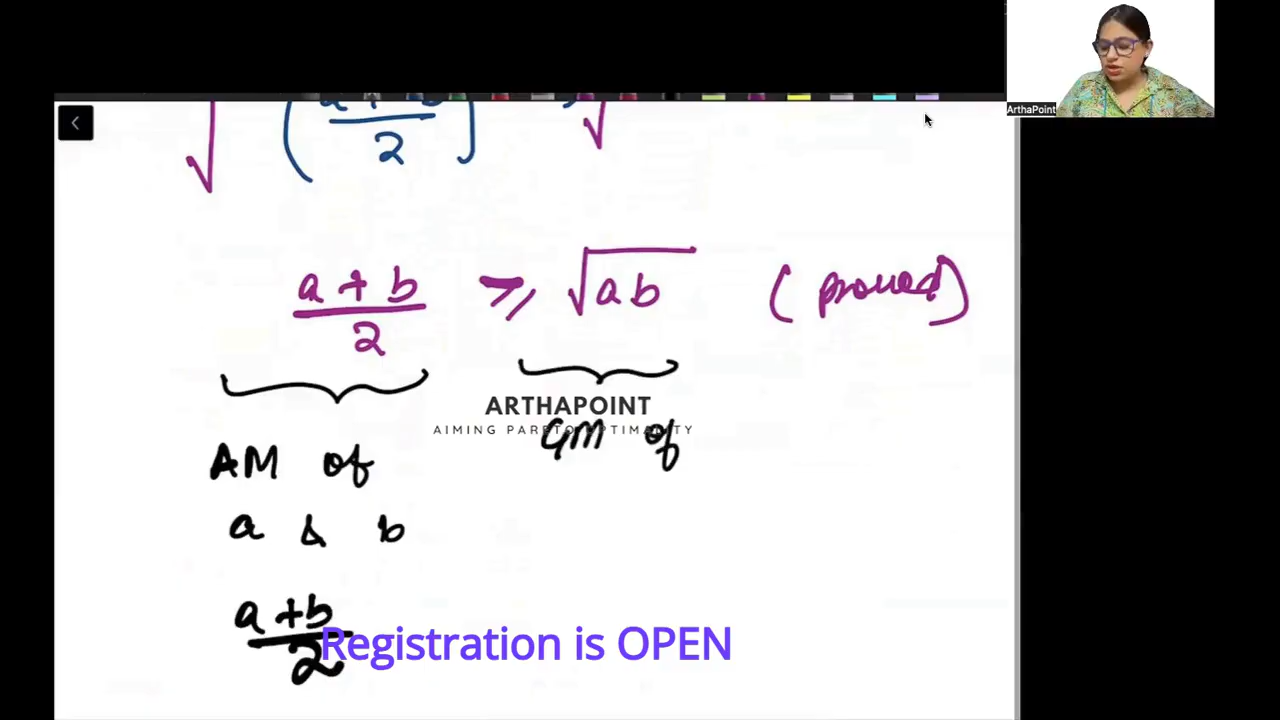 ArthaPoint
√ (a+b/2) √
a + b / 2 ≥ √ab (proved)
ARTHAPOINT
AIMING PARETO OPTIMALITY
AM of
GM of
a & b
a+b / 2
Registration is OPEN